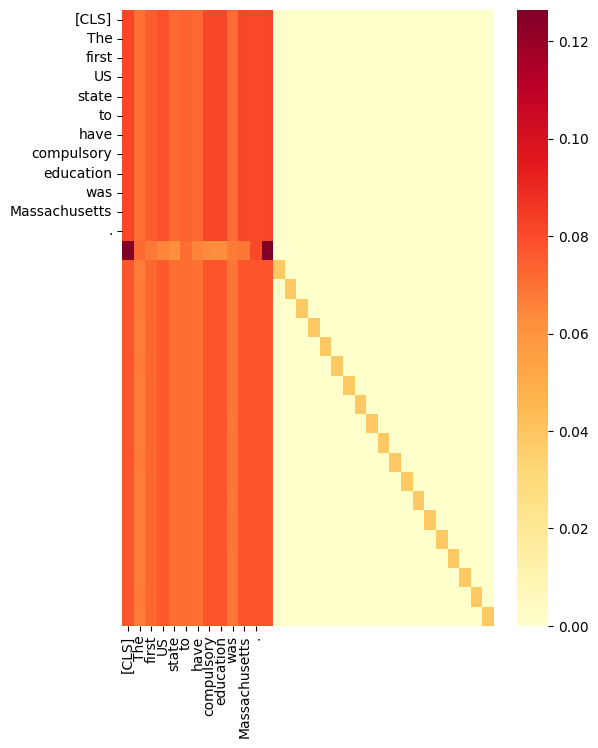 [CLS]
The
first
US
state
to
have
compulsory
education
was
Massachusetts
.
0.12
0.10
0.08
0.06
0.04
0.02
0.00
[CLS]
The
first
US
state
to
have
compulsory
education
was
Massachusetts
.